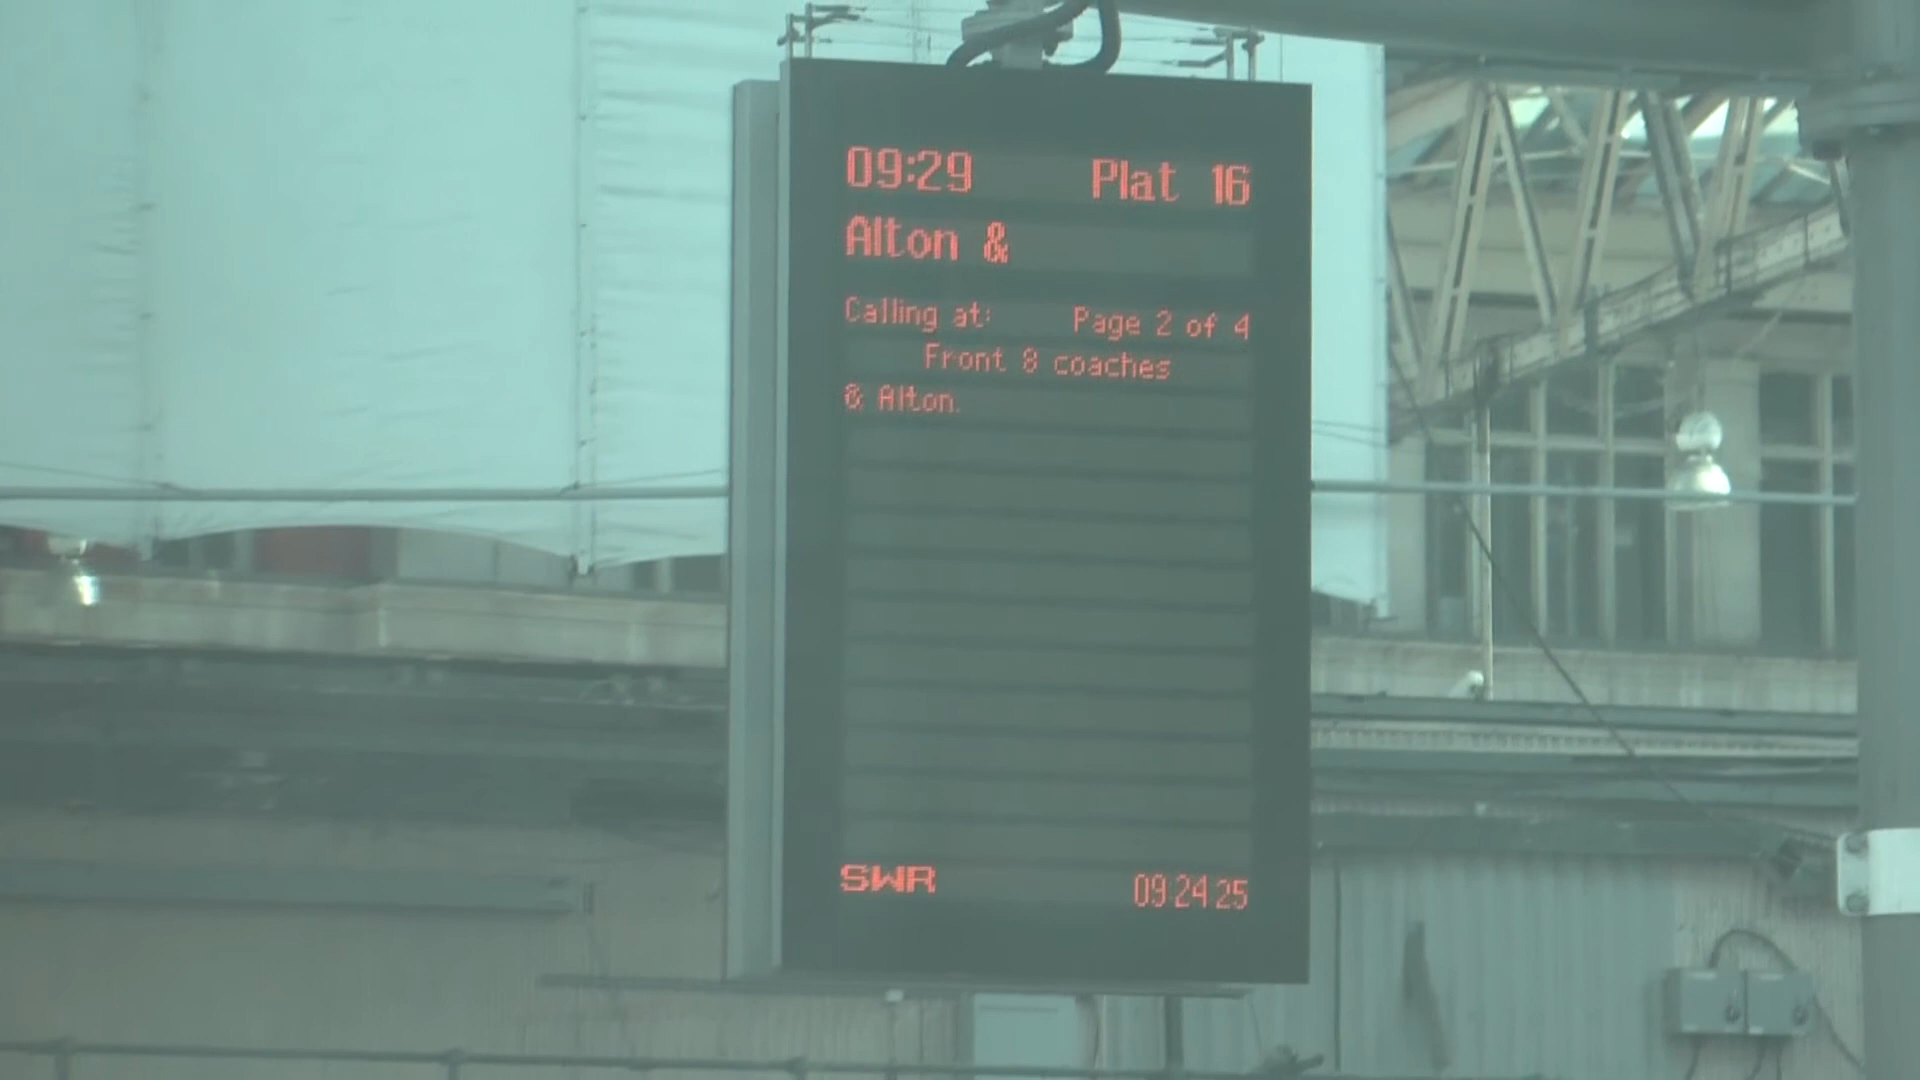 09:29 Plat 16
Alton &
Calling at: Page 2 of 4
Front 8 coaches
& Alton.
SWR 09:24:25